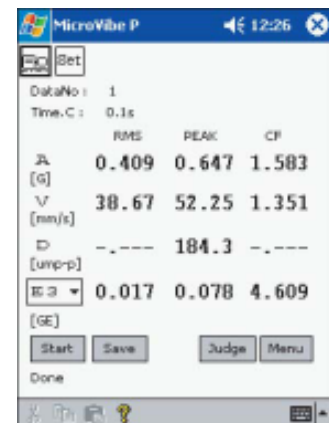 MicroVibe P 12:26
Set
DataNo : 1
Time.C : 0.1s
RMS PEAK CF
A 0.409 0.647 1.583
[G]
V 38.67 52.25 1.351
[mm/s]
D -.--- 184.3 -.---
[ump-p]
E3 0.017 0.078 4.609
[GE]
Start Save Judge Menu
Done